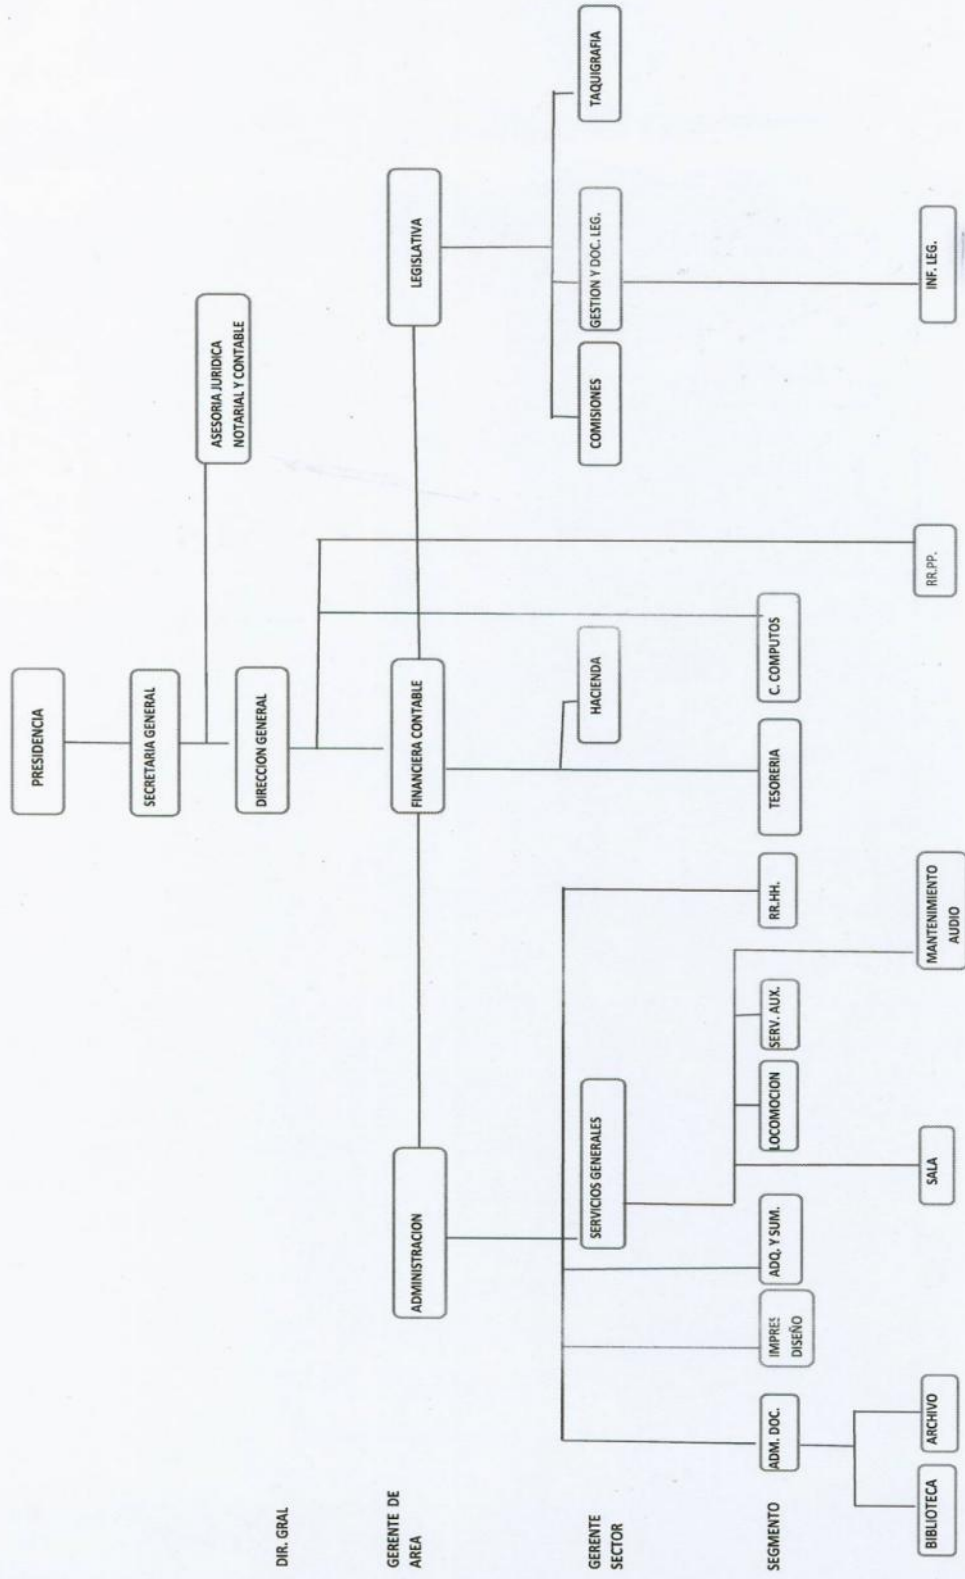 PRESIDENCIA
SECRETARIA GENERAL
ASESORIA JURIDICA
NOTARIAL Y CONTABLE
DIR. GRAL
DIRECCION GENERAL
GERENTE DE
AREA
ADMINISTRACION
FINANCIERA CONTABLE
LEGISLATIVA
GERENTE
SECTOR
SERVICIOS GENERALES
HACIENDA
COMISIONES
GESTION Y DOC. LEG.
TAQUIGRAFIA
SEGMENTO
ADM. DOC.
IMPRES
DISEÑO
ADQ. Y SUM.
LOCOMOCION
SERV. AUX.
RR.HH.
TESORERIA
C. COMPUTOS
BIBLIOTECA
ARCHIVO
SALA
MANTENIMIENTO
AUDIO
RR.PP.
INF. LEG.